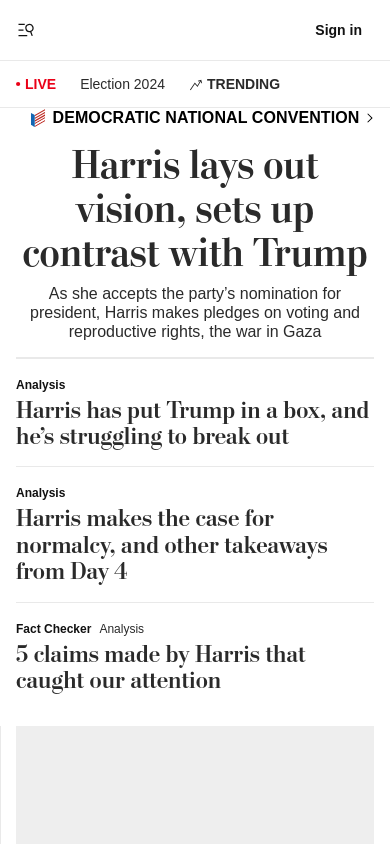 Sign in
LIVE Election 2024 TRENDING
DEMOCRATIC NATIONAL CONVENTION
Harris lays out
vision, sets up
contrast with Trump
As she accepts the party’s nomination for
president, Harris makes pledges on voting and
reproductive rights, the war in Gaza
Analysis
Harris has put Trump in a box, and
he’s struggling to break out
Analysis
Harris makes the case for
normalcy, and other takeaways
from Day 4
Fact Checker Analysis
5 claims made by Harris that
caught our attention